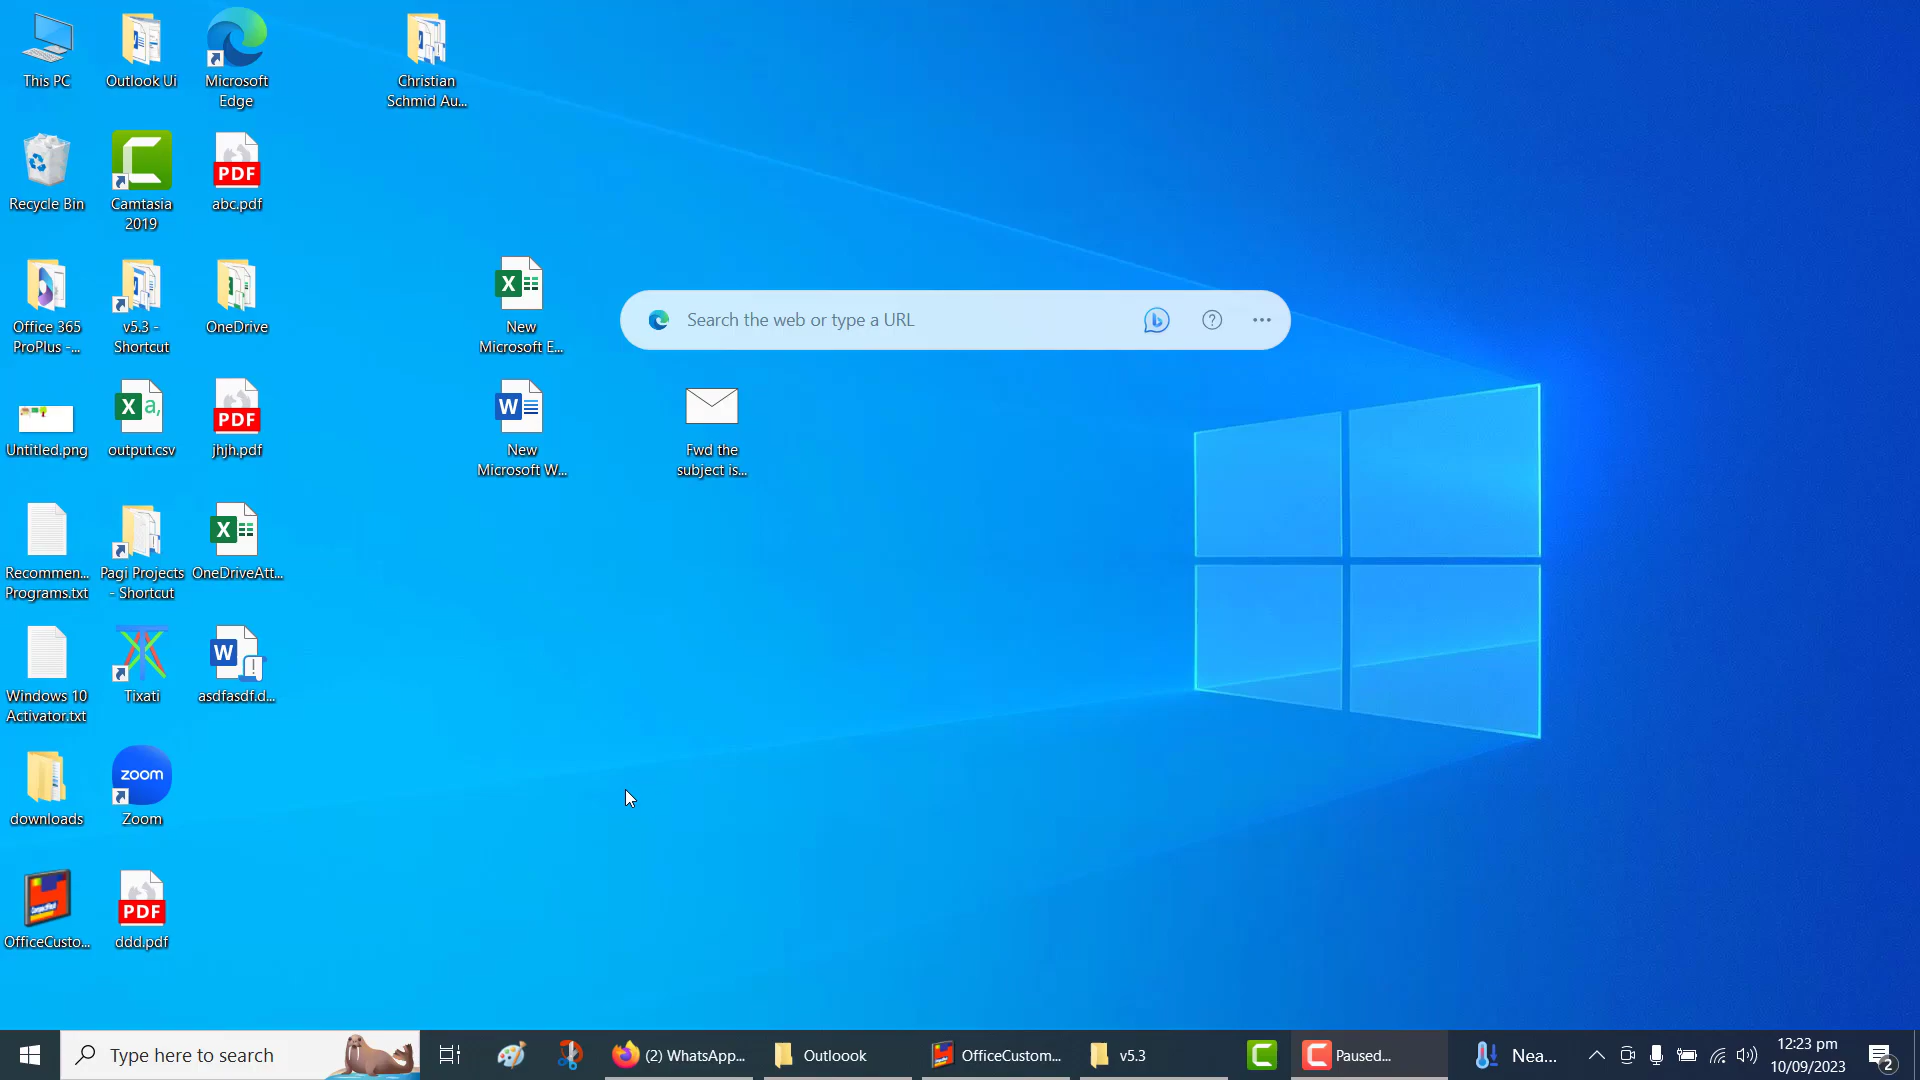 This PC
Outlook Ui
Microsoft
Edge
Christian
Schmid Au...
Recycle Bin
Camtasia
2019
PDF
abc.pdf
Office 365
ProPlus -...
v5.3 -
Shortcut
OneDrive
New
Microsoft E...
Search the web or type a URL
Untitled.png
output.csv
PDF
jhjh.pdf
New
Microsoft W...
Fwd the
subject is...
Recommen...
Programs.txt
Pagi Projects
- Shortcut
OneDriveAtt...
Windows 10
Activator.txt
Tixati
asdfasdf.d...
downloads
zoom
Zoom
OfficeCusto...
PDF
ddd.pdf
Type here to search
(2) WhatsApp...
Outloook
OfficeCustom...
v5.3
Paused...
Nea...
12:23 pm
10/09/2023
2